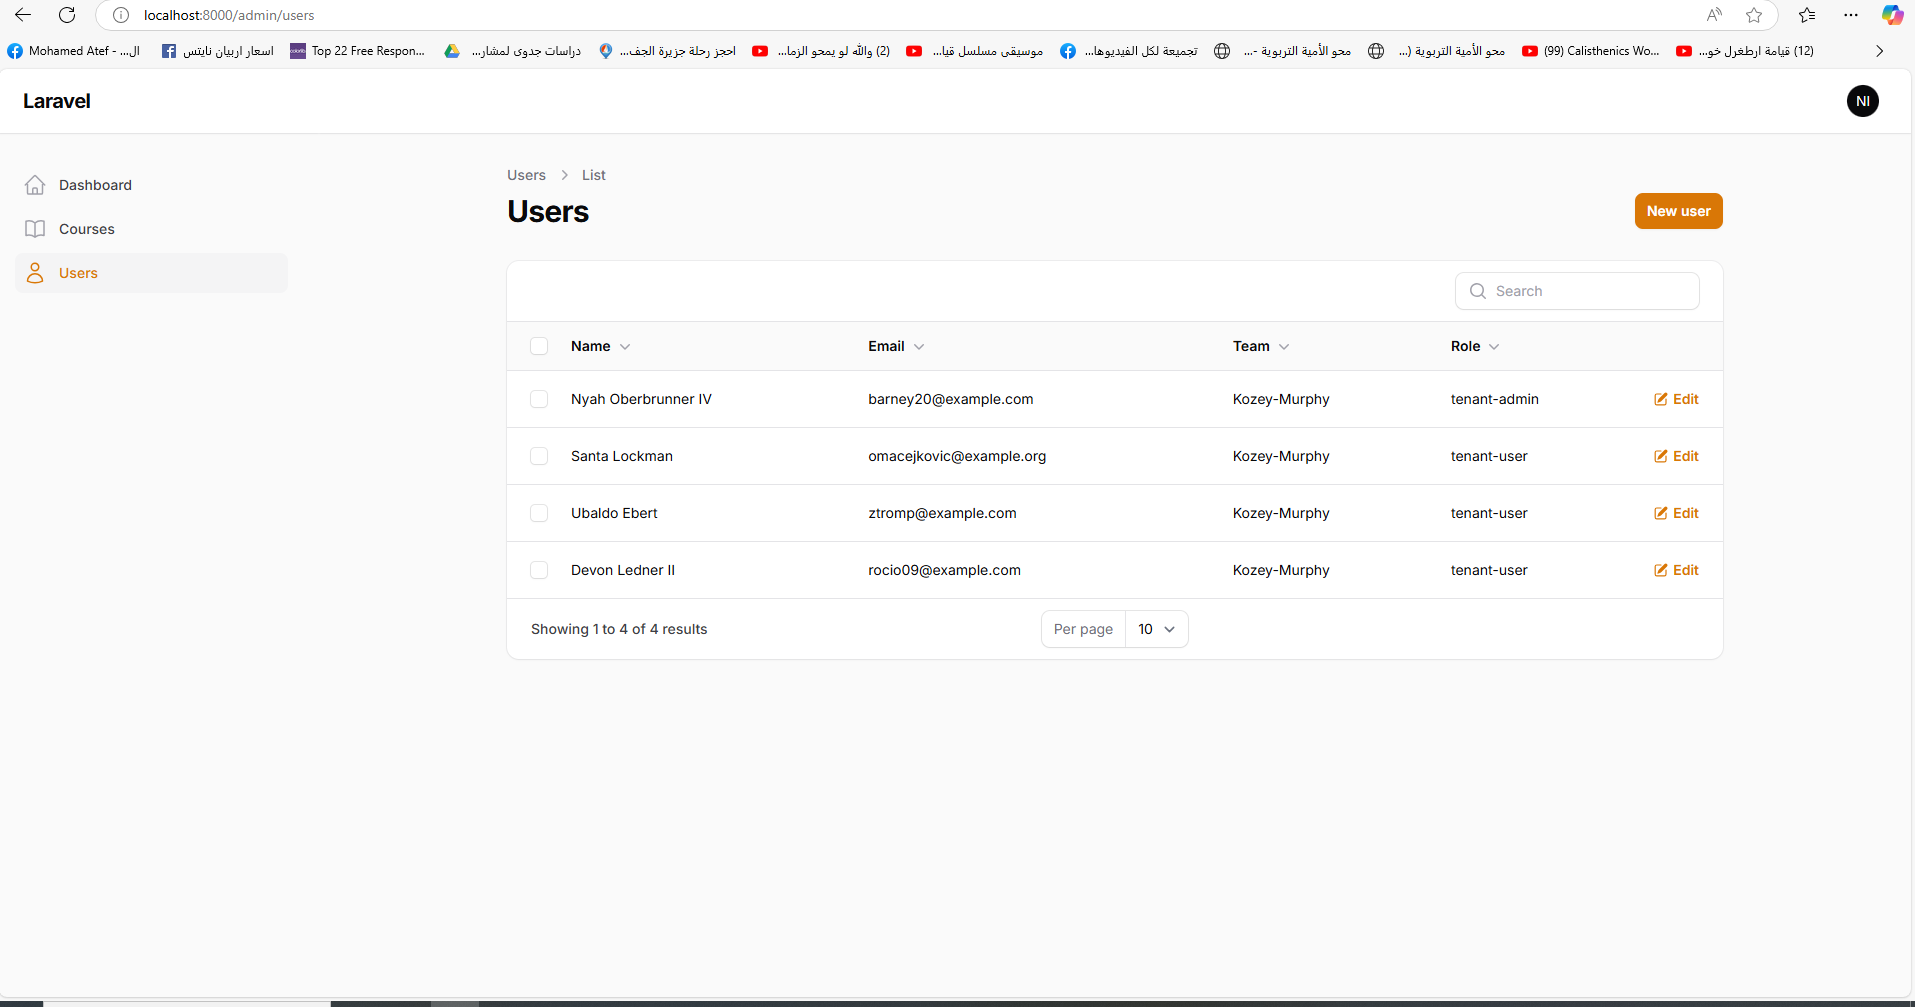 localhost:8000/admin/users
Mohamed Atef - ال...
اسعار اربيان نايتس
Top 22 Free Respon...
دراسات جدوى لمشار...
احجز رحلة جزيرة الجف...
(2) والله لو يمحو الزما...
موسيقى مسلسل قيا...
تجميعة لكل الفيديوها...
محو الأمية التربوية -...
محو الأمية التربوية (...
(99) Calisthenics Wo...
(12) قيامة ارطغرل خو...
Laravel
NI
Dashboard
Courses
Users
Users List
Users
New user
Search
Name Email Team Role
Nyah Oberbrunner IV barney20@example.com Kozey-Murphy tenant-admin Edit
Santa Lockman omacejkovic@example.org Kozey-Murphy tenant-user Edit
Ubaldo Ebert ztromp@example.com Kozey-Murphy tenant-user Edit
Devon Ledner II rocio09@example.com Kozey-Murphy tenant-user Edit
Showing 1 to 4 of 4 results Per page 10